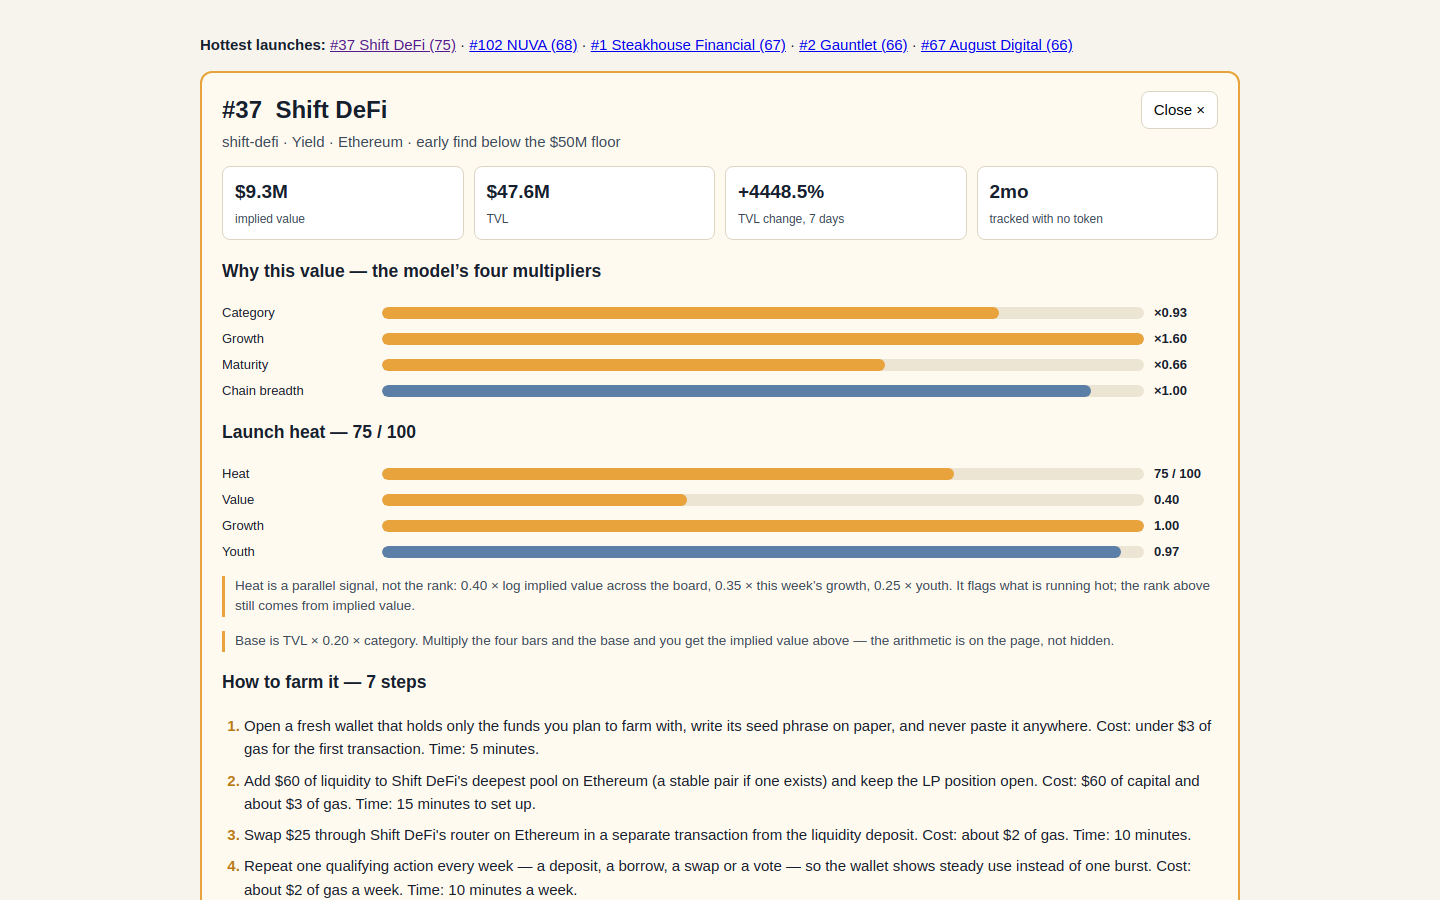 Hottest launches: #37 Shift DeFi (75) · #102 NUVA (68) · #1 Steakhouse Financial (67) · #2 Gauntlet (66) · #67 August Digital (66)
#37 Shift DeFi
Close ×
shift-defi · Yield · Ethereum · early find below the $50M floor
$9.3M
implied value
$47.6M
TVL
+4448.5%
TVL change, 7 days
2mo
tracked with no token
Why this value — the model’s four multipliers
Category ×0.93
Growth ×1.60
Maturity ×0.66
Chain breadth ×1.00
Launch heat — 75 / 100
Heat 75 / 100
Value 0.40
Growth 1.00
Youth 0.97
Heat is a parallel signal, not the rank: 0.40 × log implied value across the board, 0.35 × this week’s growth, 0.25 × youth. It flags what is running hot; the rank above
still comes from implied value.
Base is TVL × 0.20 × category. Multiply the four bars and the base and you get the implied value above — the arithmetic is on the page, not hidden.
How to farm it — 7 steps
1. Open a fresh wallet that holds only the funds you plan to farm with, write its seed phrase on paper, and never paste it anywhere. Cost: under $3 of
gas for the first transaction. Time: 5 minutes.
2. Add $60 of liquidity to Shift DeFi's deepest pool on Ethereum (a stable pair if one exists) and keep the LP position open. Cost: $60 of capital and
about $3 of gas. Time: 15 minutes to set up.
3. Swap $25 through Shift DeFi's router on Ethereum in a separate transaction from the liquidity deposit. Cost: about $2 of gas. Time: 10 minutes.
4. Repeat one qualifying action every week — a deposit, a borrow, a swap or a vote — so the wallet shows steady use instead of one burst. Cost:
about $2 of gas a week. Time: 10 minutes a week.